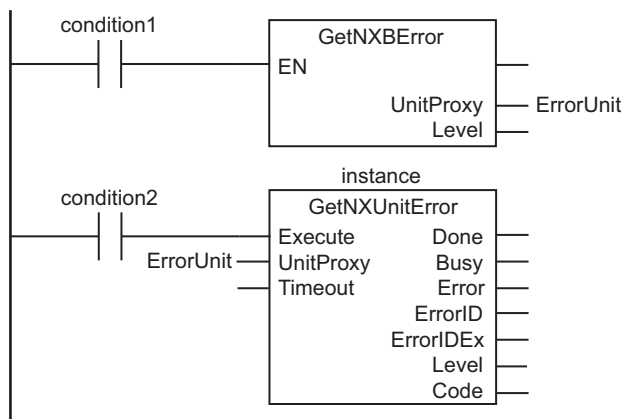 condition1
GetNXBError
EN
UnitProxy ErrorUnit
Level
instance
condition2
GetNXUnitError
Execute Done
ErrorUnit UnitProxy Busy
Timeout Error
ErrorID
ErrorIDEx
Level
Code